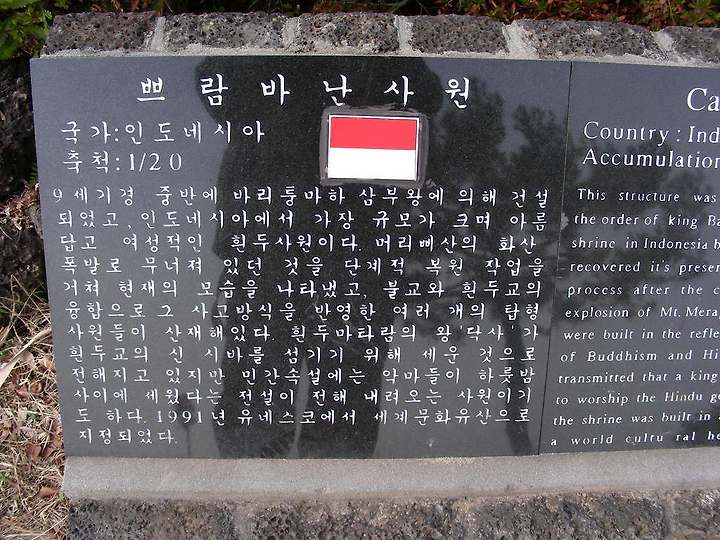 쁘람바난사원
국가:인도네시아
축척:1/20
9세기경 중반에 바리퉁마하 삼부왕에 의해 건설
되었고, 인도네시아에서 가장 규모가 크며 아름
답고 여성적인 힌두사원이다. 머리삐산의 화산
폭발로 무너져 있던 것을 단계적 복원 작업을
거쳐 현재의 모습을 나타냈고, 불교와 힌두교의
융합으로 그 사고방식을 반영한 여러 개의 탑형
사원들이 산재해있다. 힌두마타람의 왕'닥사'가
힌두교의 신 시바를 섬기기 위해 세운 것으로
전해지고 있지만 민간속설에는 악마들이 하룻밤
사이에 세웠다는 전설이 전해 내려오는 사원이기
도 하다. 1991년 유네스코에서 세계문화유산으로
지정되었다.
Ca
Country : Ind
Accumulation
This structure was
the order of king Ba
shrine in Indonesia b
recovered it's presen
process after the c
explosion of Mt. Merap
were built in the refle
of Buddhism and Hi
transmitted that a king
to worship the Hindu go
the shrine was built in
a world cultu ral he